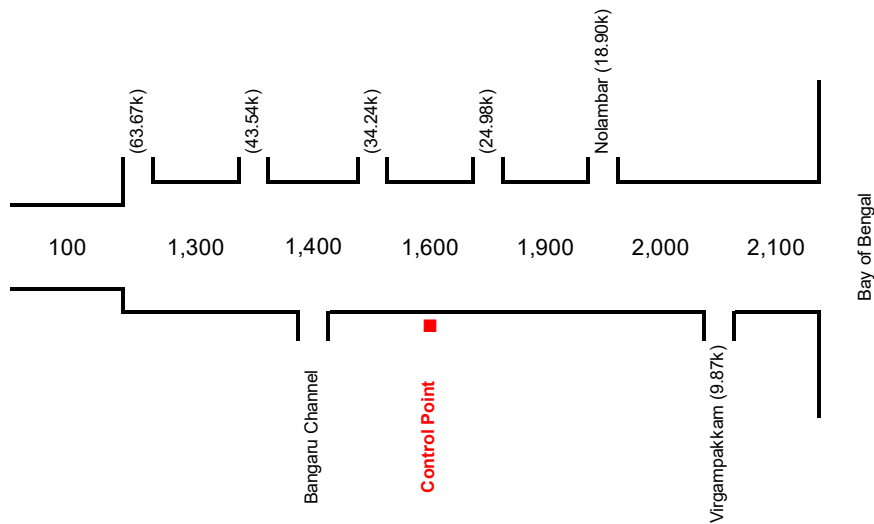 (63.67k)
(43.54k)
(34.24k)
(24.98k)
Nolambar (18.90k)
100
1,300
1,400
1,600
1,900
2,000
2,100
Bay of Bengal
Bangaru Channel
Control Point
Virgampakkam (9.87k)